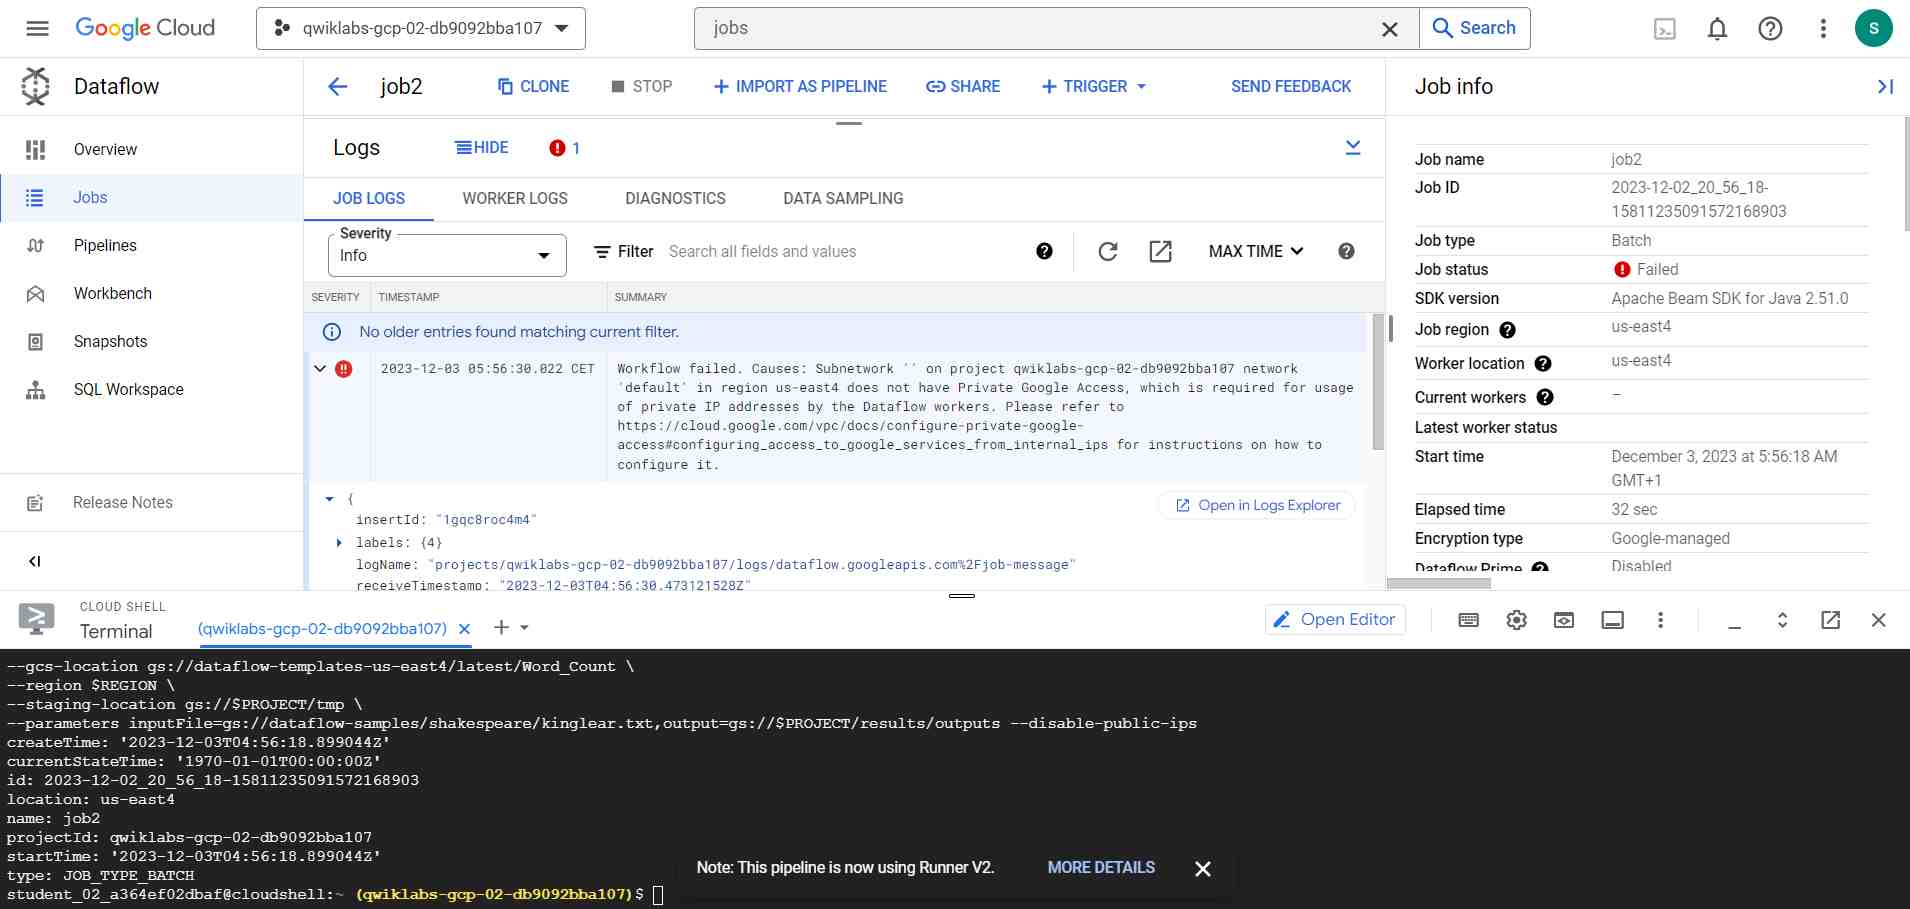 Google Cloud
qwiklabs-gcp-02-db9092bba107
jobs
Search
S
Dataflow
job2
CLONE
STOP
IMPORT AS PIPELINE
SHARE
TRIGGER
SEND FEEDBACK
Job info
Overview
Jobs
Pipelines
Workbench
Snapshots
SQL Workspace
Release Notes
Logs
HIDE
1
JOB LOGS
WORKER LOGS
DIAGNOSTICS
DATA SAMPLING
Severity
Info
Filter Search all fields and values
MAX TIME
SEVERITY TIMESTAMP SUMMARY
No older entries found matching current filter.
2023-12-03 05:56:30.022 CET
Workflow failed. Causes: Subnetwork '' on project qwiklabs-gcp-02-db9092bba107 network
'default' in region us-east4 does not have Private Google Access, which is required for usage
of private IP addresses by the Dataflow workers. Please refer to
https://cloud.google.com/vpc/docs/configure-private-google-
access#configuring_access_to_google_services_from_internal_ips for instructions on how to
configure it.
{
Open in Logs Explorer
insertId: "1gqc8roc4m4"
labels: {4}
logName: "projects/qwiklabs-gcp-02-db9092bba107/logs/dataflow.googleapis.com%2Fjob-message"
receiveTimestamp: "2023-12-03T04:56:30.473121528Z"
Job name job2
Job ID 2023-12-02_20_56_18-
15811235091572168903
Job type Batch
Job status Failed
SDK version Apache Beam SDK for Java 2.51.0
Job region us-east4
Worker location us-east4
Current workers –
Latest worker status
Start time December 3, 2023 at 5:56:18 AM
GMT+1
Elapsed time 32 sec
Encryption type Google-managed
Dataflow Prime Disabled
CLOUD SHELL
Terminal
(qwiklabs-gcp-02-db9092bba107)
Open Editor
--gcs-location gs://dataflow-templates-us-east4/latest/Word_Count \
--region $REGION \
--staging-location gs://$PROJECT/tmp \
--parameters inputFile=gs://dataflow-samples/shakespeare/kinglear.txt,output=gs://$PROJECT/results/outputs --disable-public-ips
createTime: '2023-12-03T04:56:18.899044Z'
currentStateTime: '1970-01-01T00:00:00Z'
id: 2023-12-02_20_56_18-15811235091572168903
location: us-east4
name: job2
projectId: qwiklabs-gcp-02-db9092bba107
startTime: '2023-12-03T04:56:18.899044Z'
type: JOB_TYPE_BATCH
student_02_a364ef02dbaf@cloudshell:~ (qwiklabs-gcp-02-db9092bba107)$
Note: This pipeline is now using Runner V2.
MORE DETAILS